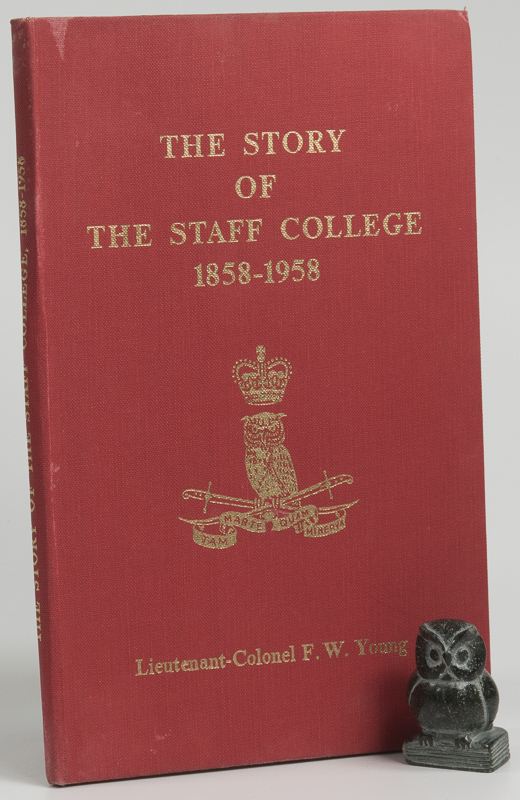 THE STORY
OF
THE STAFF COLLEGE
1858-1958
TAM MARTE QUAM MINERVA
Lieutenant-Colonel F. W. Young
THE STORY OF THE STAFF COLLEGE, 1858-1958